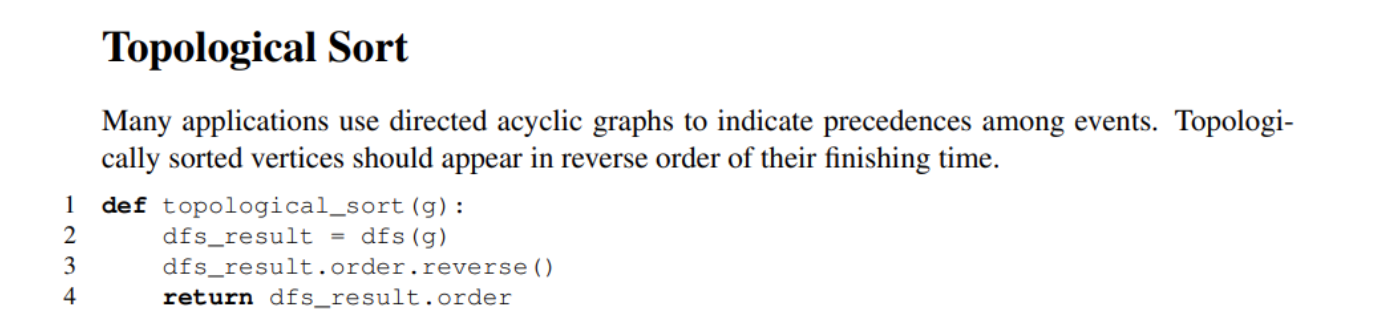 Topological Sort
Many applications use directed acyclic graphs to indicate precedences among events. Topologi-
cally sorted vertices should appear in reverse order of their finishing time.
1 def topological_sort(g):
2     dfs_result = dfs(g)
3     dfs_result.order.reverse()
4     return dfs_result.order